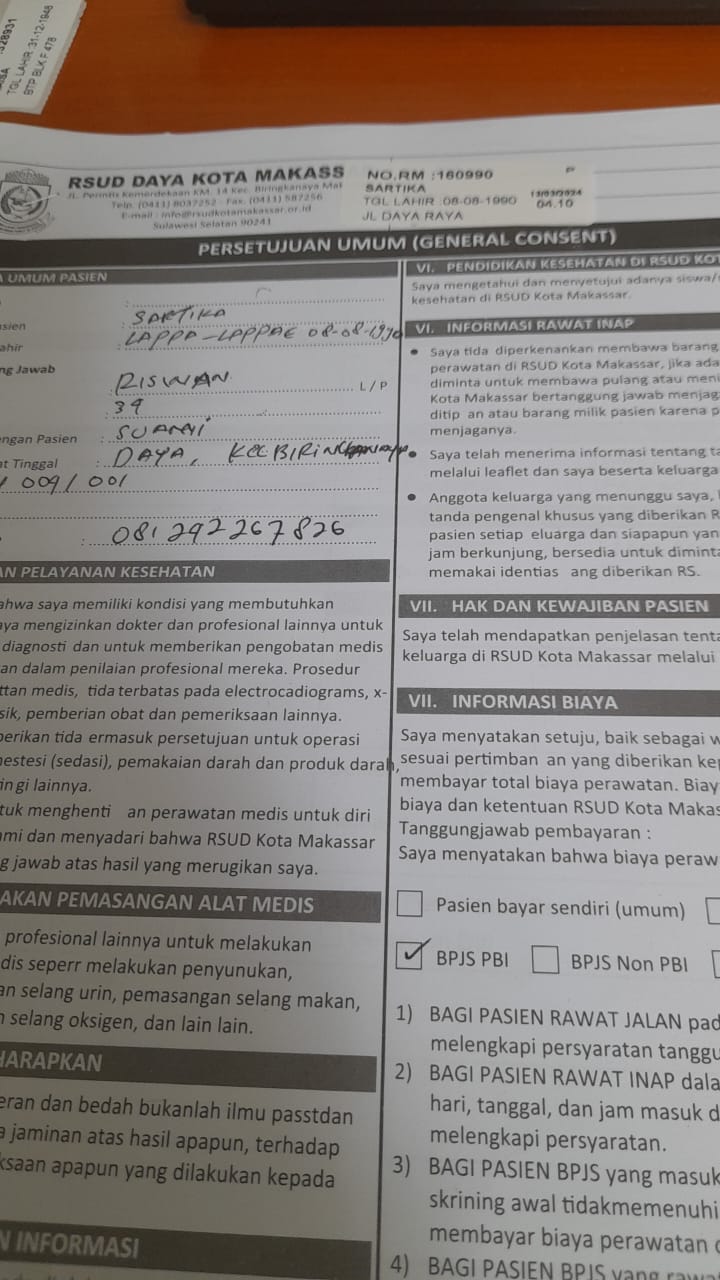 328931
TGL LAHIR :31-12-1948
BTP BLK F 478
RSUD DAYA KOTA MAKASS
JL. Perintis Kemerdekaan KM. 14 Kec. Biringkanaya Mak
Telp. (0411) 8037252 - Fax. (0411) 587256
E-mail : info@rsudkotamakassar.or.id
Sulawesi Selatan 90241
NO.RM :160990 P
SARTIKA 13/03/2024
TGL LAHIR :08-08-1990 04.10
JL DAYA RAYA
PERSETUJUAN UMUM (GENERAL CONSENT)
UMUM PASIEN
sien : SARTIKA
ahir : LAPPA-LAPPAE 08-08-1990
ng Jawab
: RISWAN L / P
: 39
ngan Pasien : SUAMI
t Tinggal : DAYA, KEC BIRINGKANAYA
/ 009 / 001
: 081 292 267 826
AN PELAYANAN KESEHATAN
ahwa saya memiliki kondisi yang membutuhkan
aya mengizinkan dokter dan profesional lainnya untuk
diagnosti dan untuk memberikan pengobatan medis
an dalam penilaian profesional mereka. Prosedur
ttan medis, tida terbatas pada electrocadiograms, x-
sik, pemberian obat dan pemeriksaan lainnya.
berikan tida ermasuk persetujuan untuk operasi
nestesi (sedasi), pemakaian darah dan produk darah,
in gi lainnya.
tuk menghenti an perawatan medis untuk diri
ami dan menyadari bahwa RSUD Kota Makassar
g jawab atas hasil yang merugikan saya.
AKAN PEMASANGAN ALAT MEDIS
profesional lainnya untuk melakukan
dis seperr melakukan penyunukan,
an selang urin, pemasangan selang makan,
n selang oksigen, dan lain lain.
HARAPKAN
eran dan bedah bukanlah ilmu passtdan
a jaminan atas hasil apapun, terhadap
ksaan apapun yang dilakukan kepada
N INFORMASI
VI. PENDIDIKAN KESEHATAN DI RSUD KOT
Saya mengetahui dan menyetujui adanya siswa/
kesehatan di RSUD Kota Makassar.
VI. INFORMASI RAWAT INAP
● Saya tida diperkenankan membawa barang
perawatan di RSUD Kota Makassar, jika ada
diminta untuk membawa pulang atau meni
Kota Makassar bertanggung jawab menjag
ditip an atau barang milik pasien karena p
menjaganya.
● Saya telah menerima informasi tentang ta
melalui leaflet dan saya beserta keluarga
● Anggota keluarga yang menunggu saya,
tanda pengenal khusus yang diberikan R
pasien setiap eluarga dan siapapun yan
jam berkunjung, bersedia untuk diminta
memakai identias ang diberikan RS.
VII. HAK DAN KEWAJIBAN PASIEN
Saya telah mendapatkan penjelasan tenta
keluarga di RSUD Kota Makassar melalui
VII. INFORMASI BIAYA
Saya menyatakan setuju, baik sebagai w
sesuai pertimban an yang diberikan kep
membayar total biaya perawatan. Biay
biaya dan ketentuan RSUD Kota Makas
Tanggungjawab pembayaran :
Saya menyatakan bahwa biaya peraw
☐ Pasien bayar sendiri (umum)
☑ BPJS PBI ☐ BPJS Non PBI
1) BAGI PASIEN RAWAT JALAN pad
melengkapi persyaratan tanggu
2) BAGI PASIEN RAWAT INAP dala
hari, tanggal, dan jam masuk d
melengkapi persyaratan.
3) BAGI PASIEN BPJS yang masuk
skrining awal tidakmemenuhi
membayar biaya perawatan
4) BAGI PASIEN BPJS yang rawa